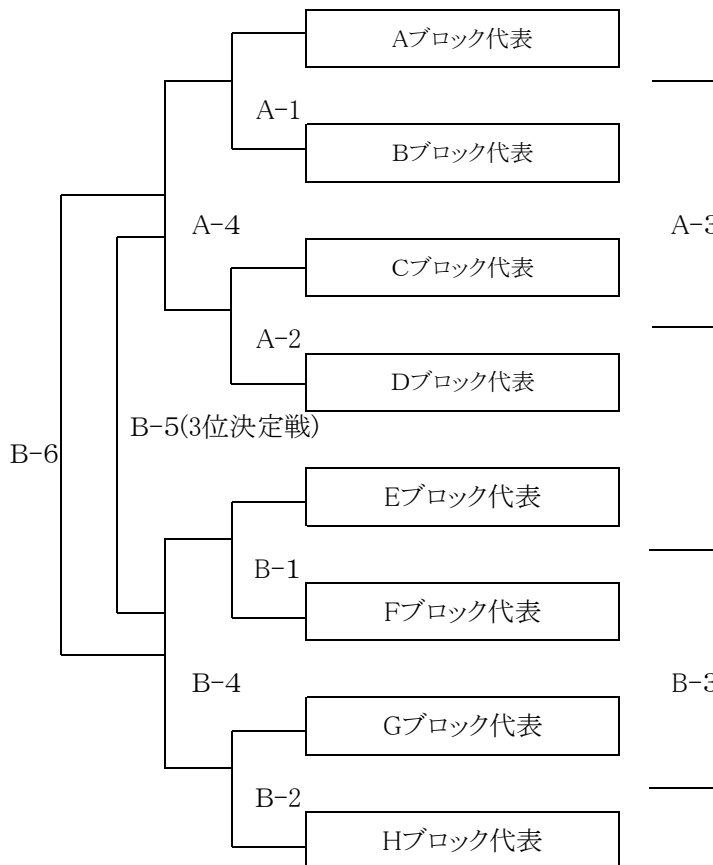 Aブロック代表
A-1
Bブロック代表
A-4
A-3
Cブロック代表
A-2
Dブロック代表
B-5(3位決定戦)
B-6
Eブロック代表
B-1
Fブロック代表
B-4
B-3
Gブロック代表
B-2
Hブロック代表